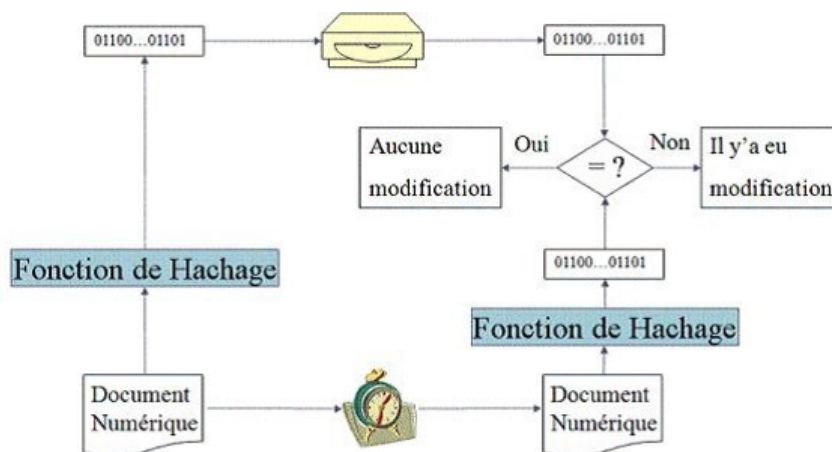 01100...01101
01100...01101
Aucune
modification
Oui
= ?
Non
Il y'a eu
modification
01100...01101
Fonction de Hachage
Fonction de Hachage
Document
Numérique
Document
Numérique